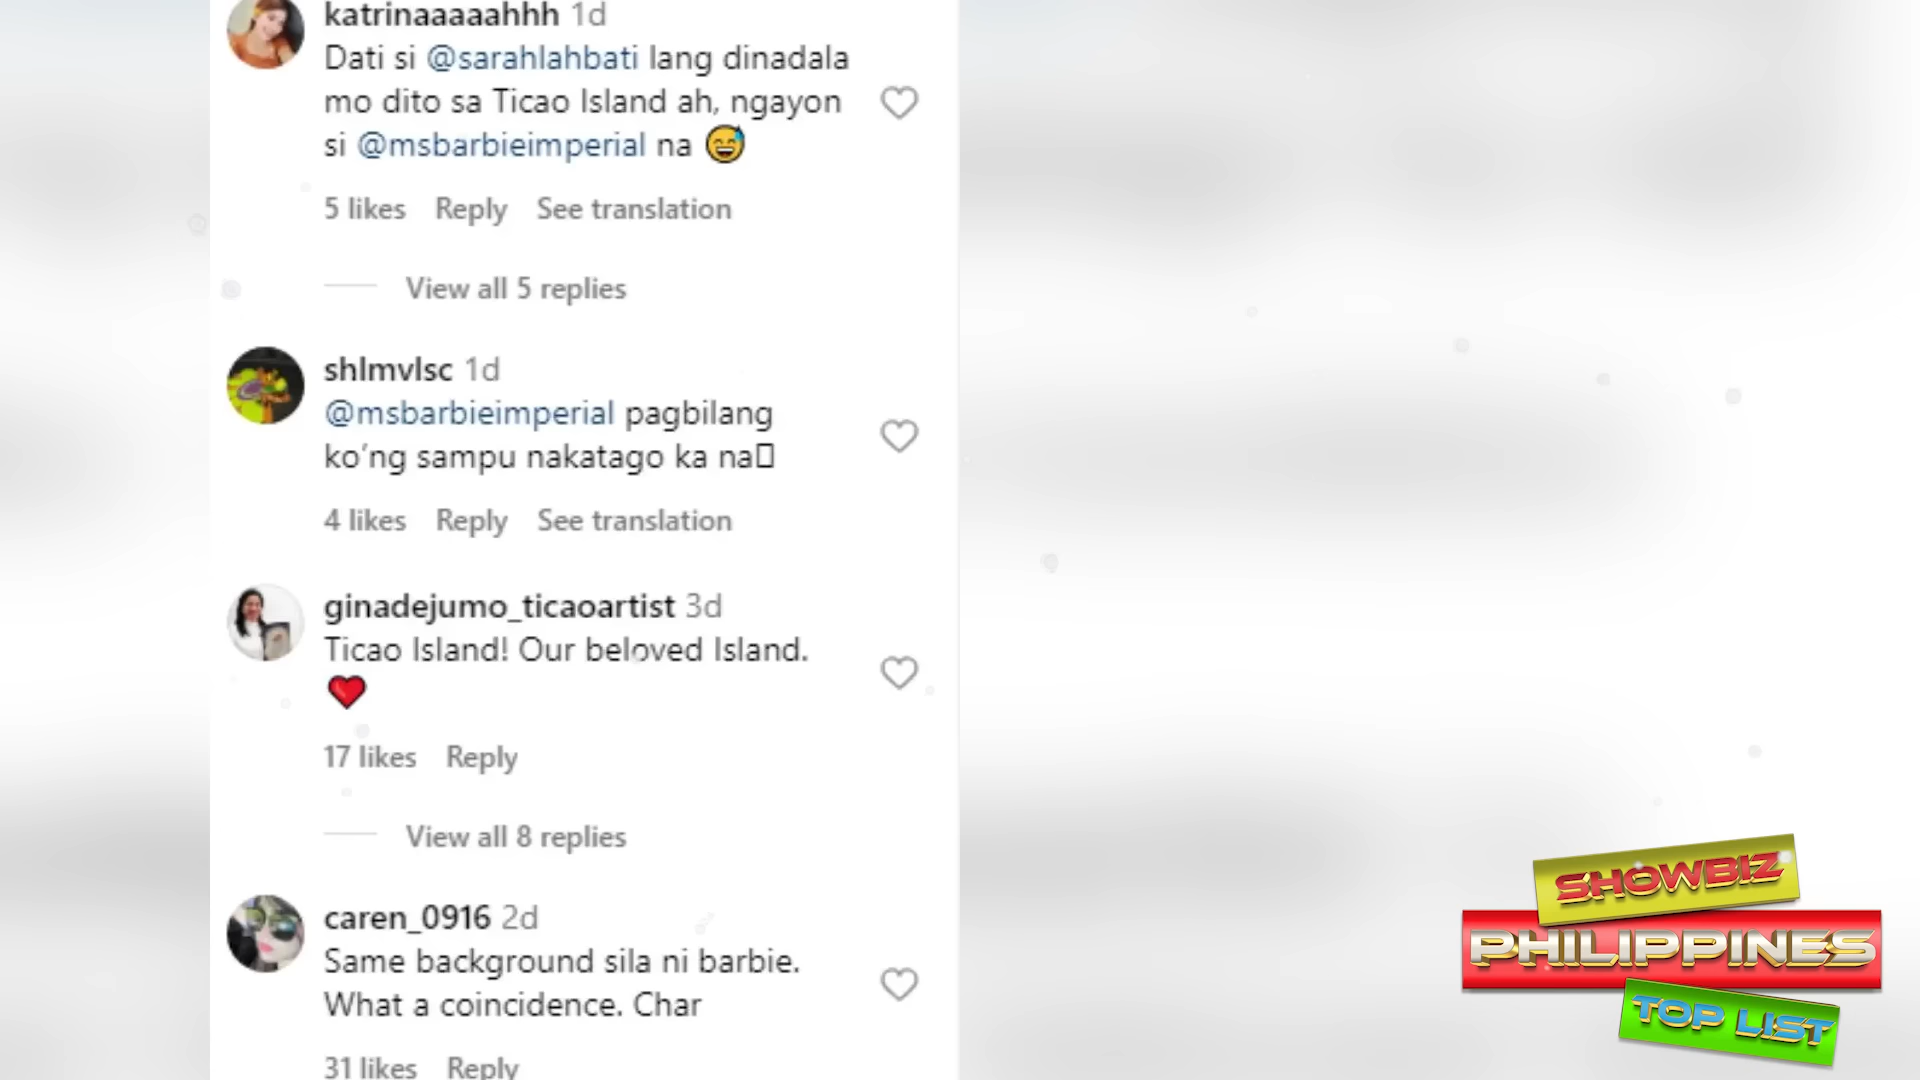 katrinaaaaahhh 1d
Dati si @sarahlahbati lang dinadala
mo dito sa Ticao Island ah, ngayon
si @msbarbieimperial na 😅
5 likes Reply See translation
View all 5 replies
shlmvlsc 1d
@msbarbieimperial pagbilang
ko’ng sampu nakatago ka na▯
4 likes Reply See translation
ginadejumo_ticaoartist 3d
Ticao Island! Our beloved Island.
❤️
17 likes Reply
View all 8 replies
caren_0916 2d
Same background sila ni barbie.
What a coincidence. Char
31 likes Reply
SHOWBIZ
PHILIPPINES
TOP LIST